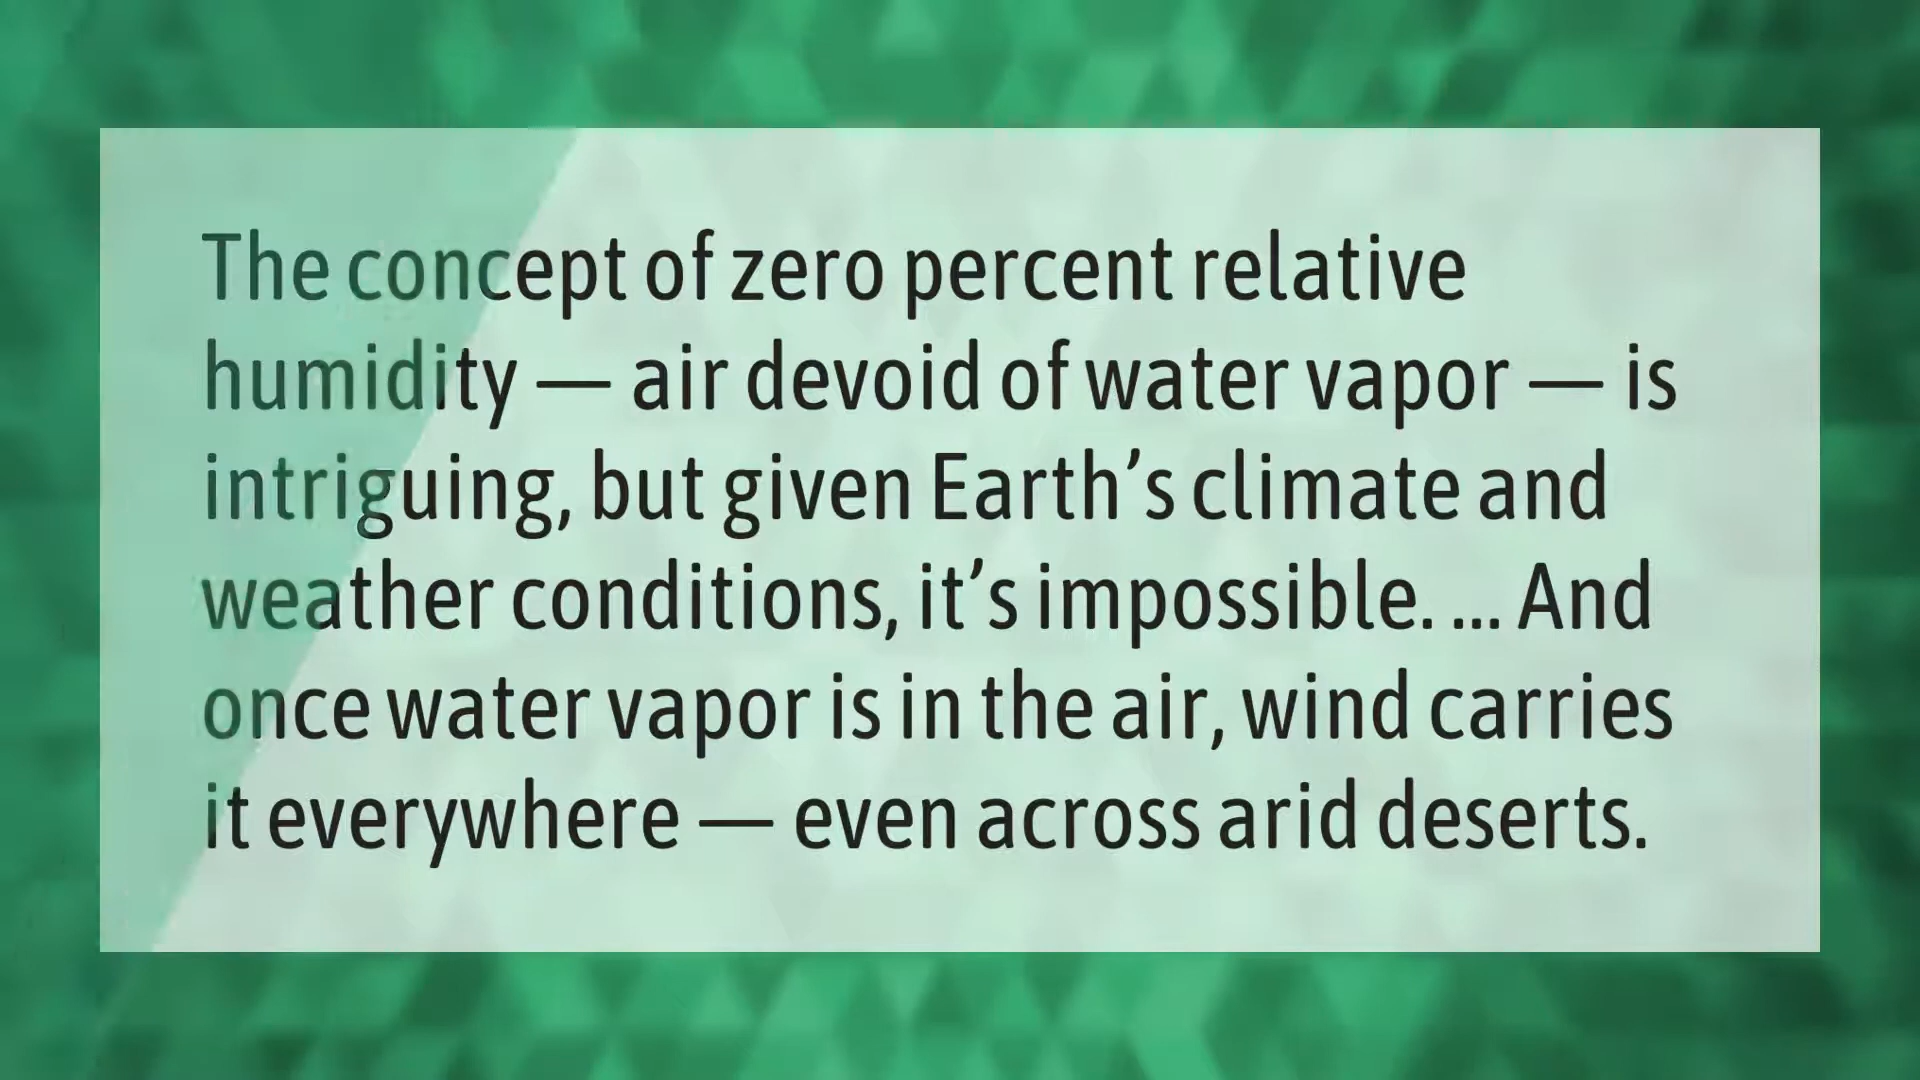 The concept of zero percent relative
humidity — air devoid of water vapor — is
intriguing, but given Earth’s climate and
weather conditions, it’s impossible. ... And
once water vapor is in the air, wind carries
it everywhere — even across arid deserts.